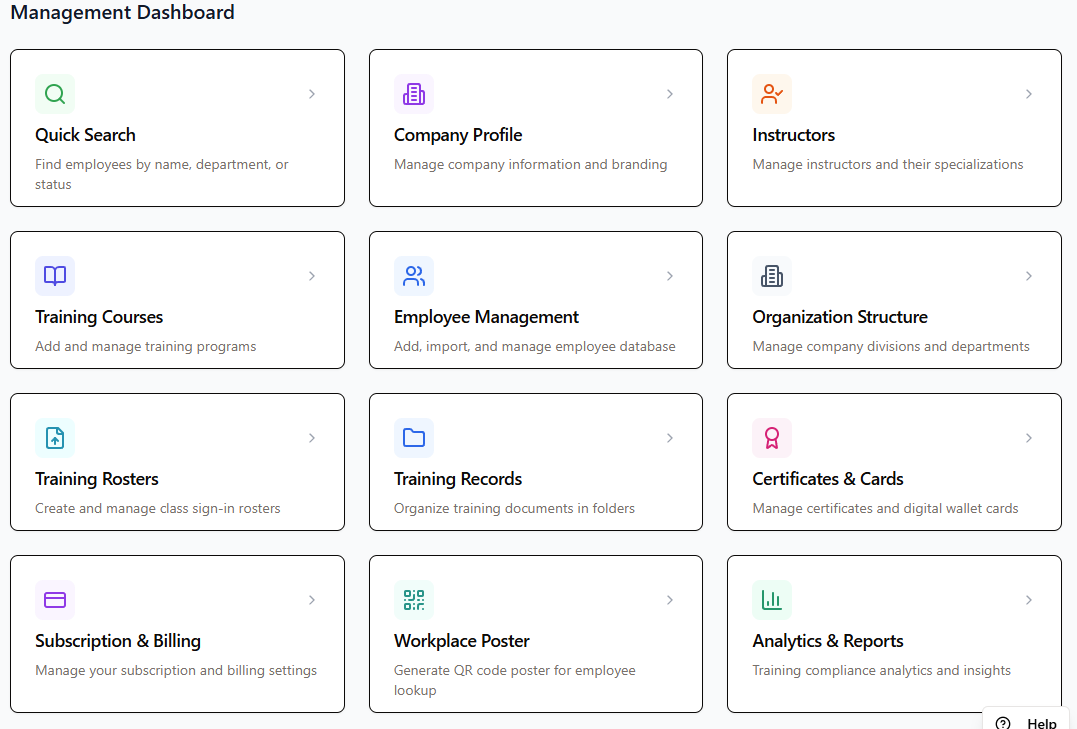 Management Dashboard
Quick Search
Find employees by name, department, or
status
Company Profile
Manage company information and branding
Instructors
Manage instructors and their specializations
Training Courses
Add and manage training programs
Employee Management
Add, import, and manage employee database
Organization Structure
Manage company divisions and departments
Training Rosters
Create and manage class sign-in rosters
Training Records
Organize training documents in folders
Certificates & Cards
Manage certificates and digital wallet cards
Subscription & Billing
Manage your subscription and billing settings
Workplace Poster
Generate QR code poster for employee
lookup
Analytics & Reports
Training compliance analytics and insights
Help